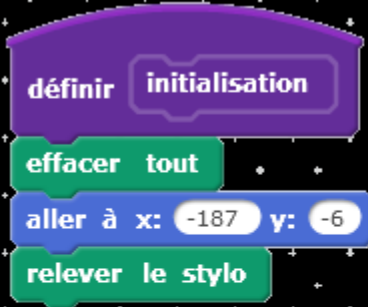 définir initialisation
effacer tout
aller à x: -187 y: -6
relever le stylo